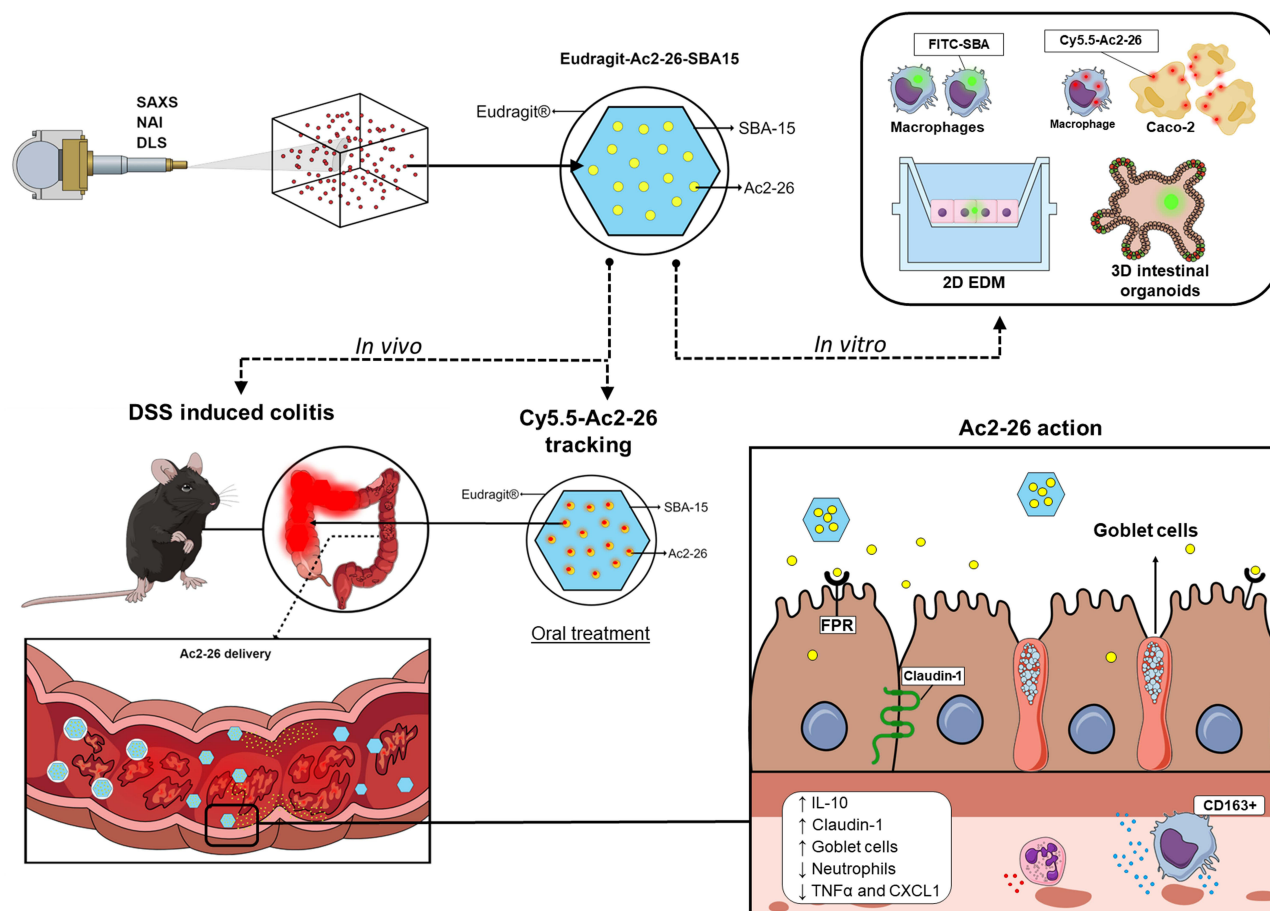 SAXS
NAI
DLS
Eudragit-Ac2-26-SBA15
Eudragit®
SBA-15
Ac2-26
FITC-SBA
Cy5.5-Ac2-26
Macrophages
Macrophage
Caco-2
2D EDM
3D intestinal
organoids
In vivo
In vitro
DSS induced colitis
Cy5.5-Ac2-26
tracking
Eudragit®
SBA-15
Ac2-26
Oral treatment
Ac2-26 delivery
Ac2-26 action
Goblet cells
FPR
Claudin-1
CD163+
↑ IL-10
↑ Claudin-1
↑ Goblet cells
↓ Neutrophils
↓ TNFα and CXCL1